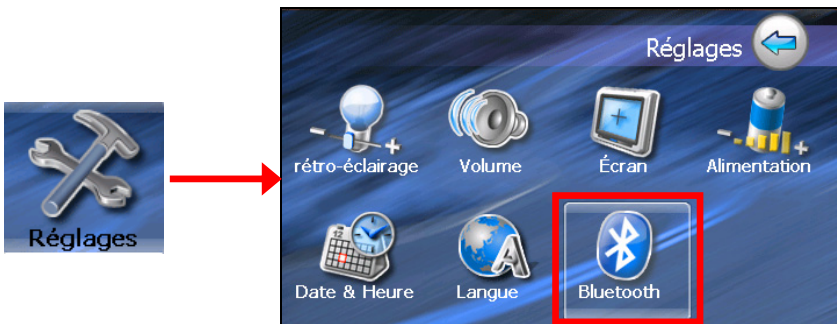 Réglages
Réglages
rétro-éclairage
Volume
Écran
Alimentation
Date & Heure
Langue
Bluetooth